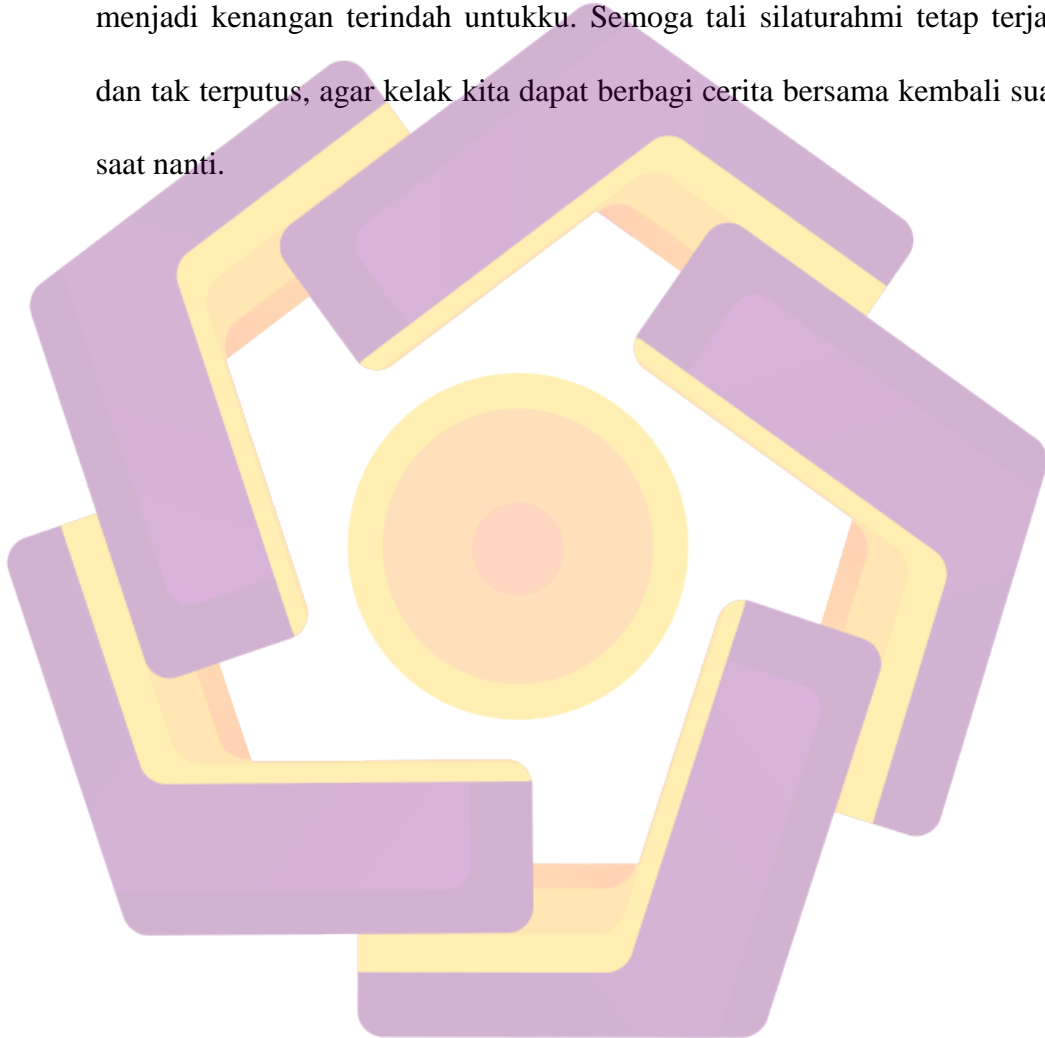 menjadi kenangan terindah untukku. Semoga tali silaturahmi tetap terja
dan tak terputus, agar kelak kita dapat berbagi cerita bersama kembali sua
saat nanti.